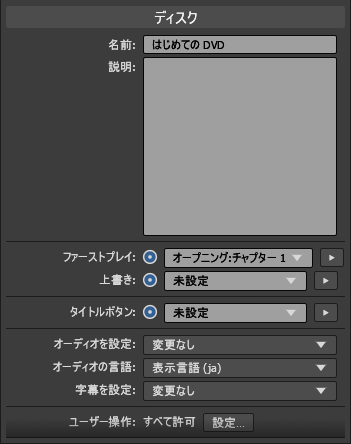 ディスク
名前: はじめての DVD
説明:
ファーストプレイ: オープニング:チャプター 1
上書き: 未設定
タイトルボタン: 未設定
オーディオを設定: 変更なし
オーディオの言語: 表示言語 (ja)
字幕を設定: 変更なし
ユーザー操作: すべて許可 設定...